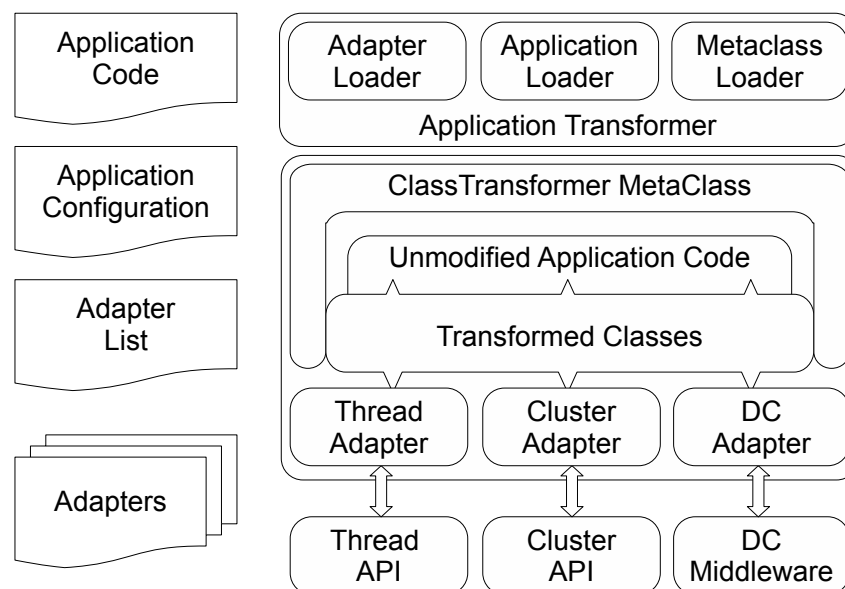 Application
Code
Application
Configuration
Adapter
List
Adapters
Adapter
Loader
Application
Loader
Metaclass
Loader
Application Transformer
ClassTransformer MetaClass
Unmodified Application Code
Transformed Classes
Thread
Adapter
Cluster
Adapter
DC
Adapter
Thread
API
Cluster
API
DC
Middleware